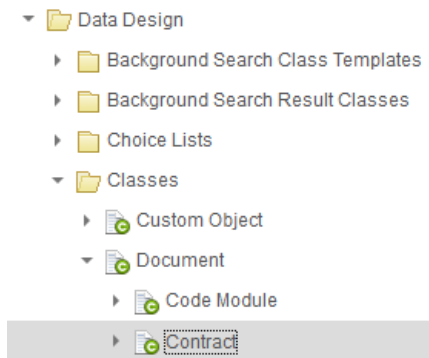 Data Design
Background Search Class Templates
Background Search Result Classes
Choice Lists
Classes
Custom Object
Document
Code Module
Contract